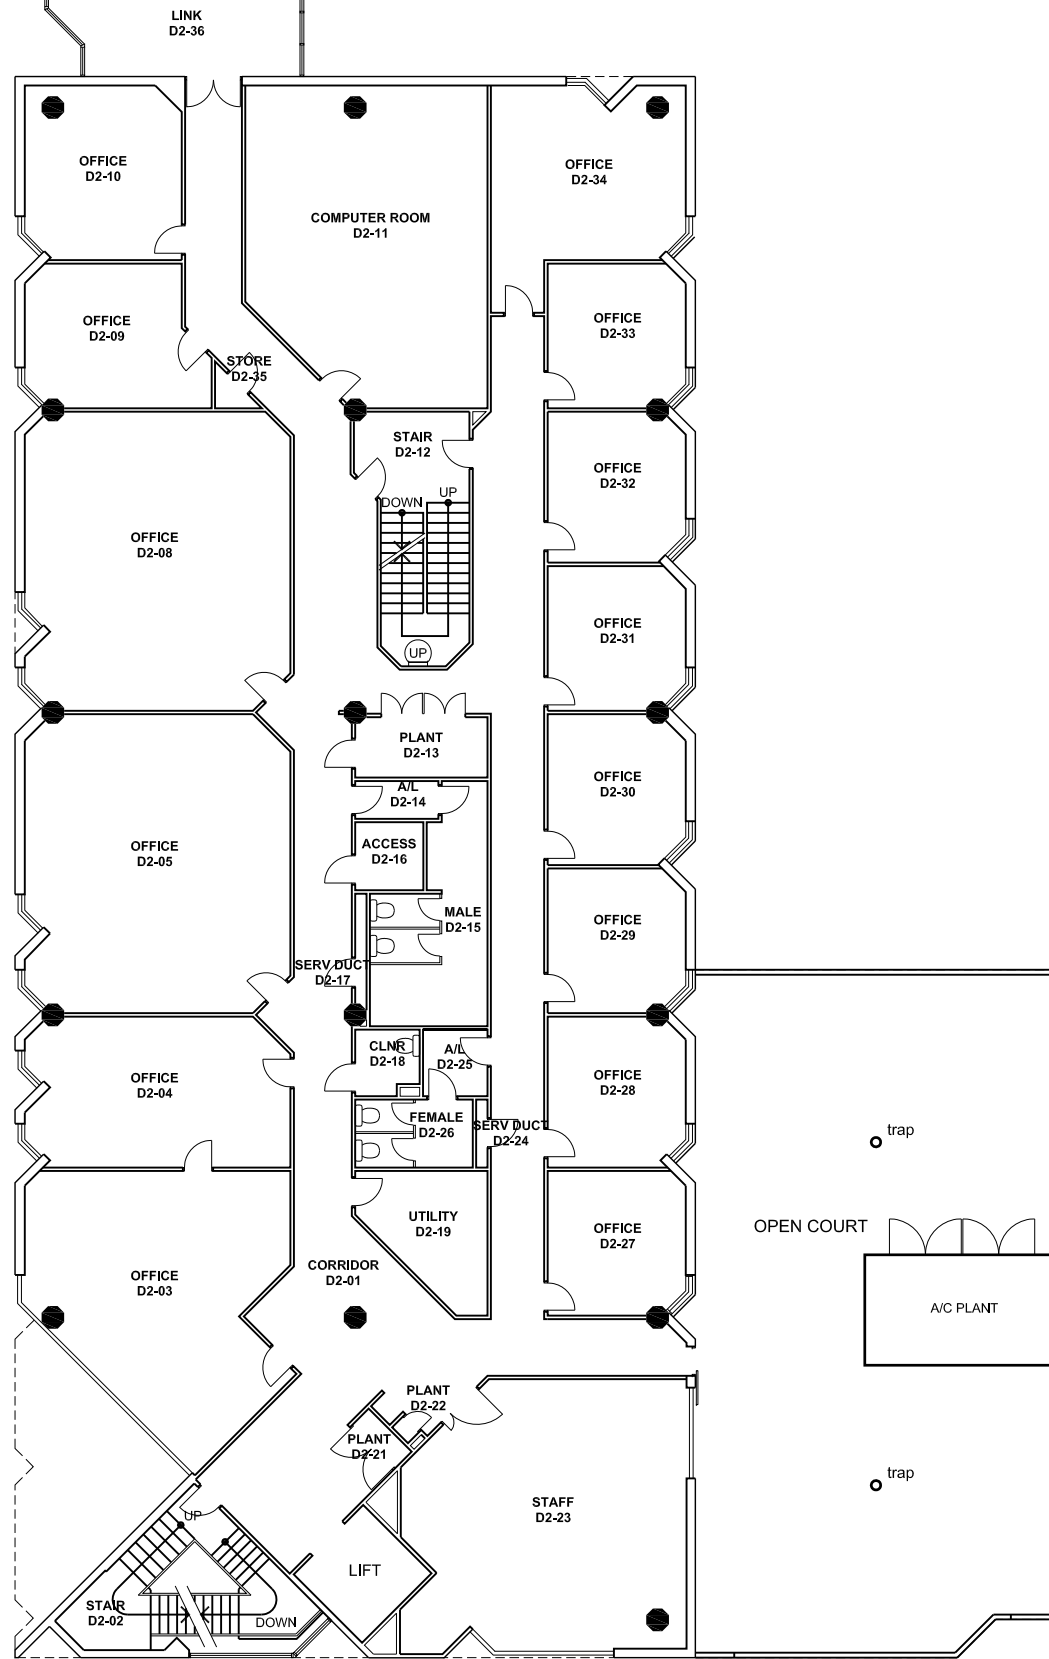 LINK
D2-36
OFFICE
D2-10
OFFICE
D2-34
COMPUTER ROOM
D2-11
OFFICE
D2-09
OFFICE
D2-33
STORE
D2-35
STAIR
D2-12
OFFICE
D2-32
DOWN
UP
OFFICE
D2-08
OFFICE
D2-31
UP
PLANT
D2-13
OFFICE
D2-30
A/L
D2-14
OFFICE
D2-05
ACCESS
D2-16
MALE
D2-15
OFFICE
D2-29
SERV DUCT
D2-17
CLNR
D2-18
A/L
D2-25
OFFICE
D2-04
OFFICE
D2-28
FEMALE
D2-26
SERV DUCT
D2-24
trap
UTILITY
D2-19
OFFICE
D2-27
OPEN COURT
CORRIDOR
D2-01
OFFICE
D2-03
A/C PLANT
PLANT
D2-22
PLANT
D2-21
trap
STAFF
D2-23
UP
LIFT
STAIR
D2-02
DOWN